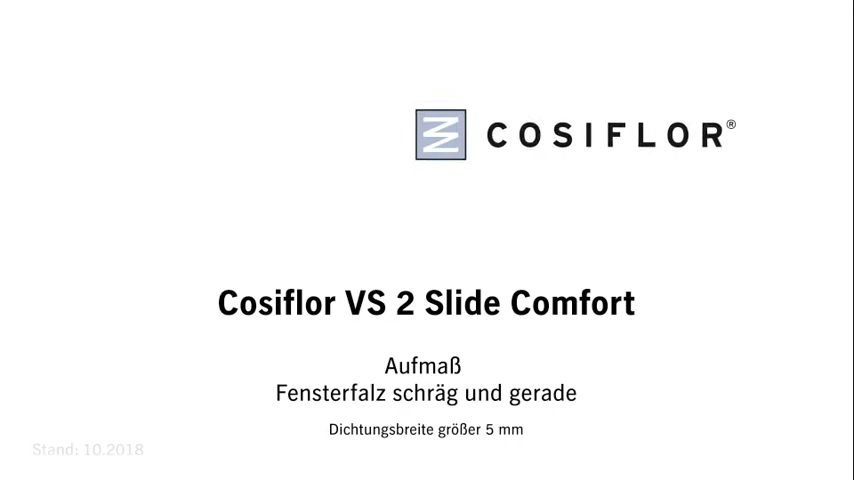 COSIFLOR®
Cosiflor VS 2 Slide Comfort
Aufmaß
Fensterfalz schräg und gerade
Dichtungsbreite größer 5 mm
Stand: 10.2018